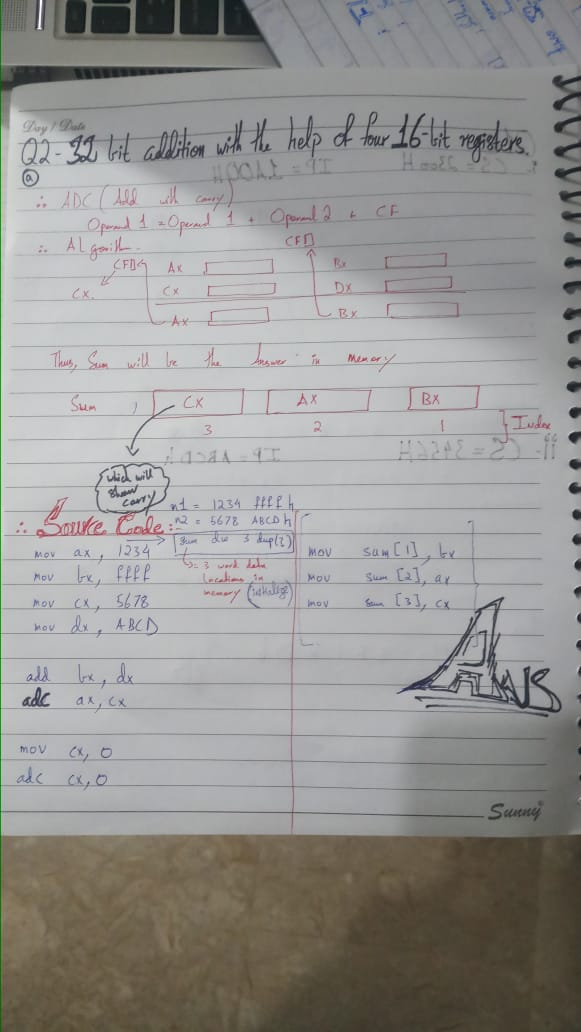 Day / Date
Q2 - 32 bit addition with the help of four 16-bit registers.
a
∴ ADC (Add with carry)
Operand 1 = Operand 1 + Operand 2 + CF
∴ ALgorithm.
CF
CF
Ax
Bx
Cx.
Cx
Dx
Ax
Bx
Thus, Sum will be the Answer in memory
Sum ,
Cx
Ax
Bx
3 2 1
Index
which will
show
carry
n1 = 1234 ffff h
n2 = 5678 ABCD h
∴ Source Code :-
sum dw 3 dup(?)
↳ 3 word data
locations in
memory (initialize)
mov ax, 1234
mov bx, ffff
mov cx, 5678
mov dx, ABCD
add bx, dx
adc ax, cx
mov cx, 0
adc cx, 0
mov sum [1], bx
mov sum [2], ax
mov sum [3], cx
Ans
Sunny